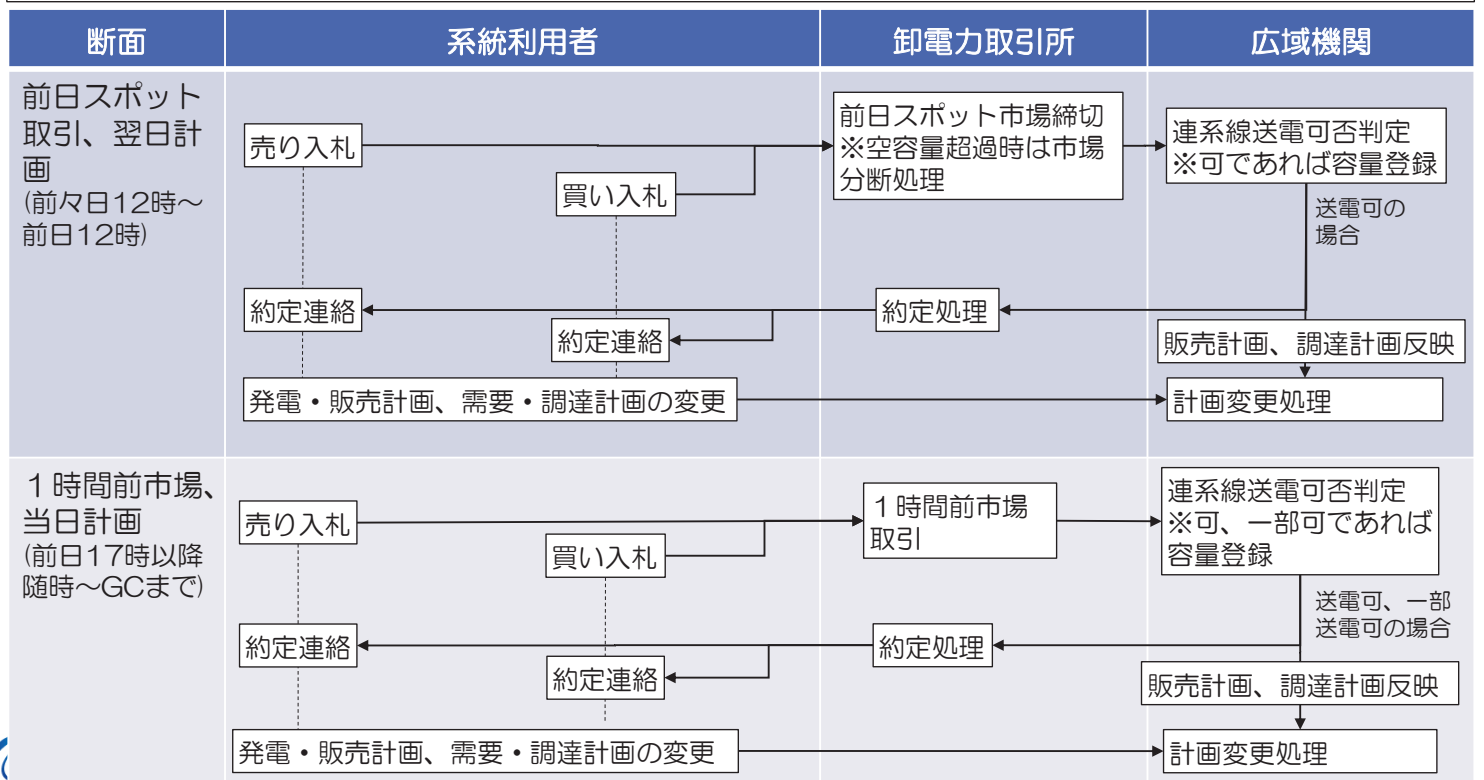 断面
系統利用者
卸電力取引所
広域機関
前日スポット
取引、翌日計
画
(前々日12時～
前日12時)
売り入札
買い入札
前日スポット市場締切
※空容量超過時は市場
分断処理
連系線送電可否判定
※可であれば容量登録
送電可の
場合
約定連絡
約定連絡
約定処理
販売計画、調達計画反映
発電・販売計画、需要・調達計画の変更
計画変更処理
１時間前市場、
当日計画
(前日17時以降
随時～GCまで)
売り入札
買い入札
１時間前市場
取引
連系線送電可否判定
※可、一部可であれば
容量登録
送電可、一部
送電可の場合
約定連絡
約定連絡
約定処理
販売計画、調達計画反映
発電・販売計画、需要・調達計画の変更
計画変更処理